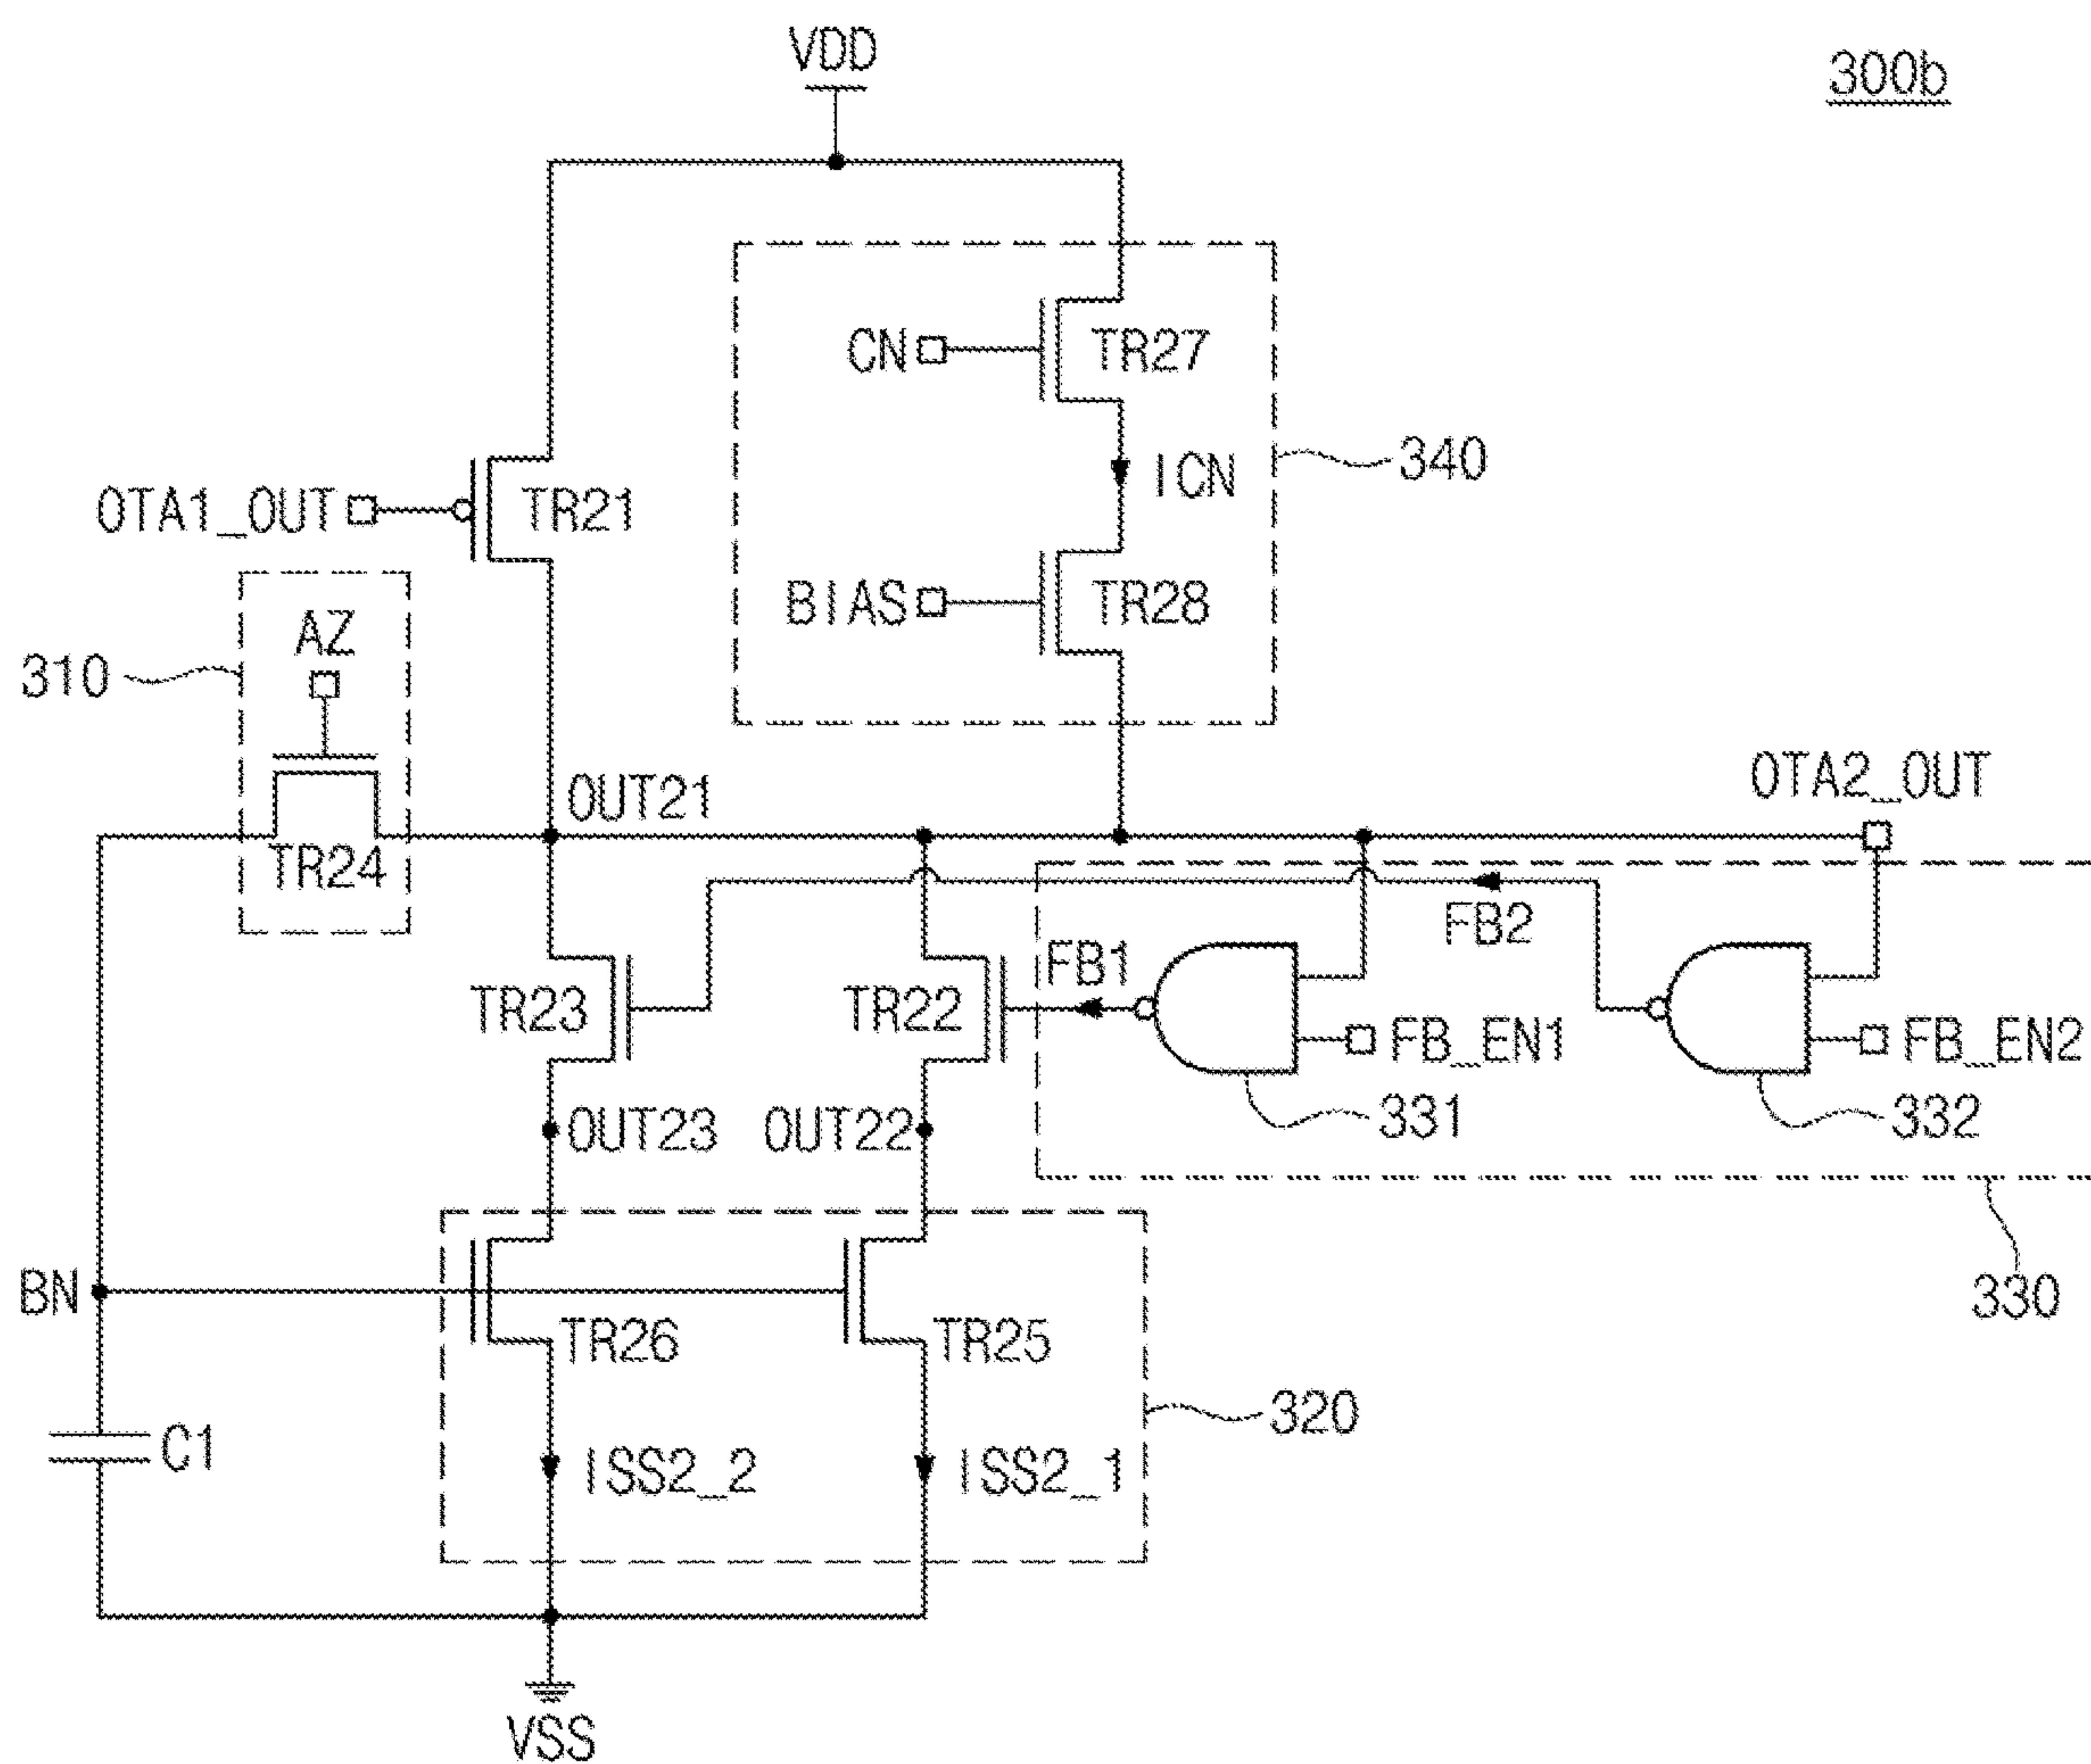 VDD
300b
CN
TR27
340
ICN
OTA1_OUT
TR21
BIAS
TR28
AZ
310
OUT21
OTA2_OUT
TR24
FB2
FB1
TR23
TR22
FB_EN1
FB_EN2
OUT23
OUT22
331
332
BN
330
TR26
TR25
320
C1
ISS2_2
ISS2_1
VSS